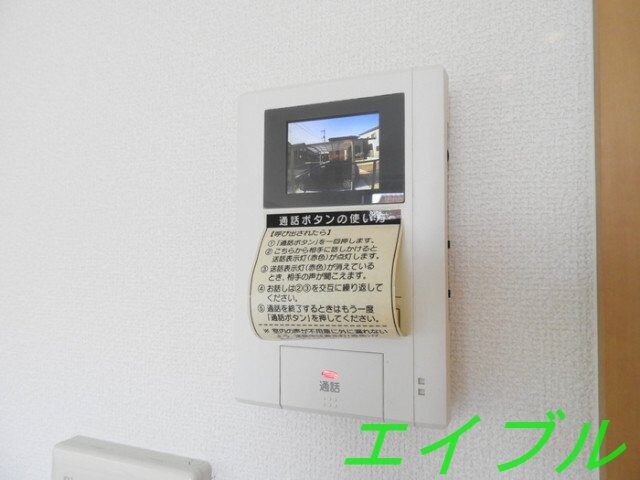 通話ボタンの使い方
【呼び出されたら】
①「通話ボタン」を一回押します。
②こちらから相手に話しかけると
送話表示灯(赤色)が点灯します。
③送話表示灯(赤色)が消えている
とき、相手の声が聞こえます。
④お話しは②③を交互に繰り返して
ください。
⑤通話を終了するときはもう一度
「通話ボタン」を押してください。
通話
エイブル